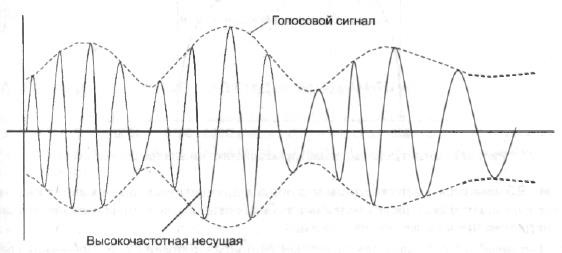 Голосовой сигнал
Высокочастотная несущая